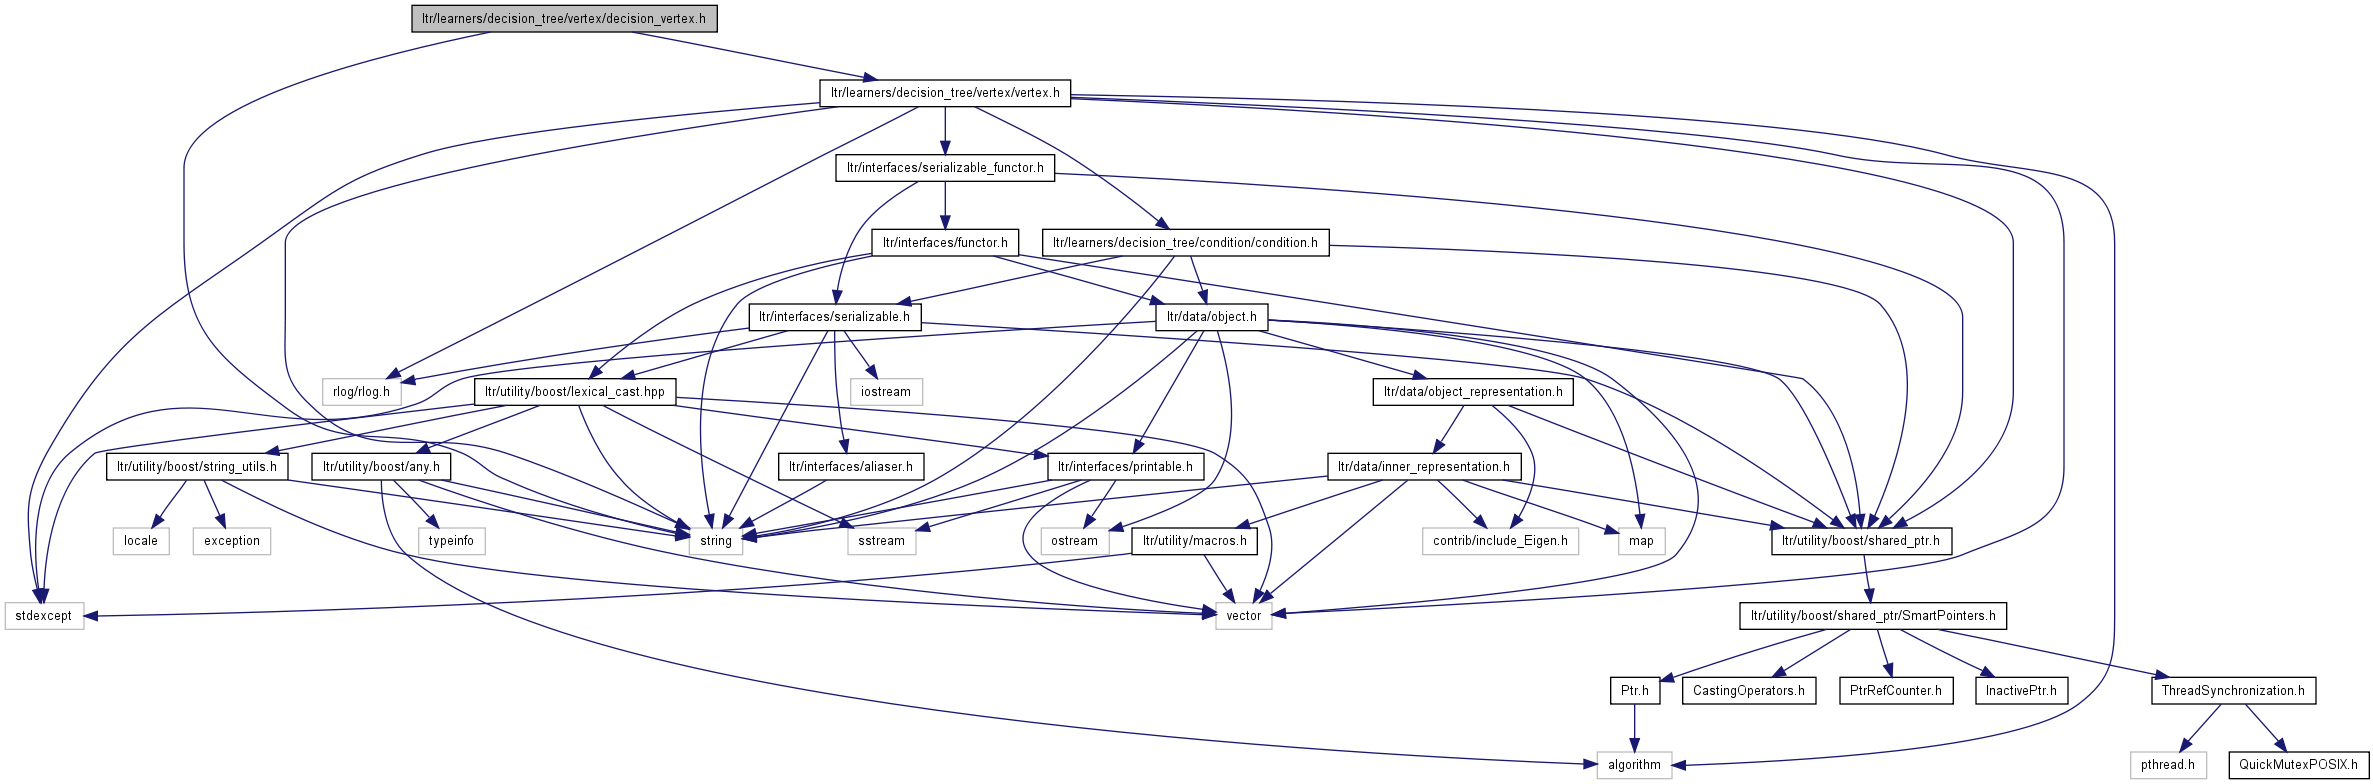 ltr/learners/decision_tree/vertex/decision_vertex.h
ltr/learners/decision_tree/vertex/vertex.h
ltr/interfaces/serializable_functor.h
ltr/interfaces/functor.h
ltr/learners/decision_tree/condition/condition.h
ltr/interfaces/serializable.h
ltr/data/object.h
rlog/rlog.h
ltr/utility/boost/lexical_cast.hpp
iostream
ltr/data/object_representation.h
ltr/utility/boost/string_utils.h
ltr/utility/boost/any.h
ltr/interfaces/aliaser.h
ltr/interfaces/printable.h
ltr/data/inner_representation.h
locale
exception
typeinfo
string
sstream
ostream
ltr/utility/macros.h
contrib/include_Eigen.h
map
ltr/utility/boost/shared_ptr.h
stdexcept
vector
ltr/utility/boost/shared_ptr/SmartPointers.h
Ptr.h
CastingOperators.h
PtrRefCounter.h
InactivePtr.h
ThreadSynchronization.h
algorithm
pthread.h
QuickMutexPOSIX.h